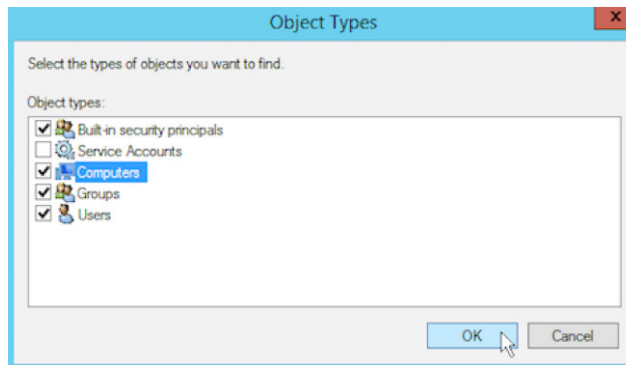 Object Types
x
Select the types of objects you want to find.
Object types:
Built-in security principals
Service Accounts
Computers
Groups
Users
OK
Cancel